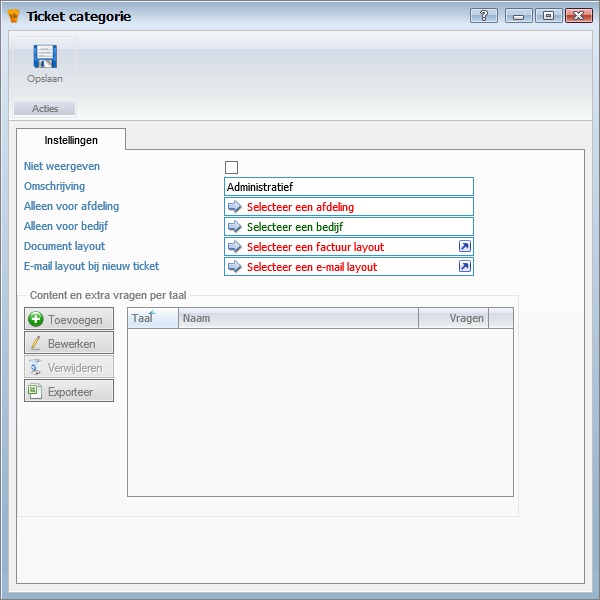 Ticket categorie
Opslaan
Acties
Instellingen
Niet weergeven
Omschrijving Administratief
Alleen voor afdeling Selecteer een afdeling
Alleen voor bedijf Selecteer een bedijf
Document layout Selecteer een factuur layout
E-mail layout bij nieuw ticket Selecteer een e-mail layout
Content en extra vragen per taal
Toevoegen
Bewerken
Verwijderen
Exporteer
Taal Naam Vragen